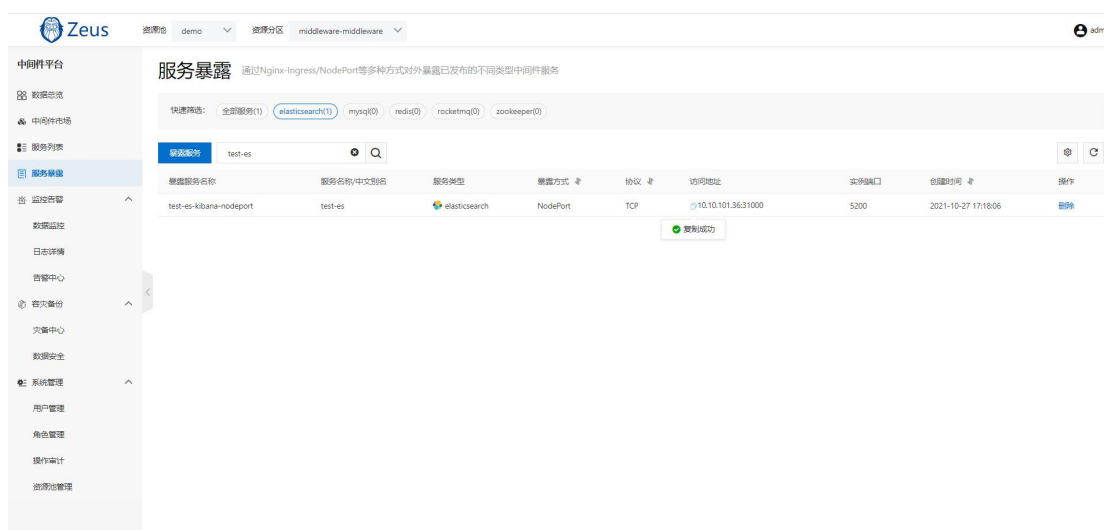 Zeus
资源池 demo 资源分区 middleware-middleware adm
中间件平台
数据总览
中间件市场
服务列表
服务暴露
监控告警
数据监控
日志详情
告警中心
容灾备份
灾备中心
数据安全
系统管理
用户管理
角色管理
操作审计
资源池管理
服务暴露 通过Nginx-Ingress/NodePort等多种方式对外暴露已发布的不同类型中间件服务
快速筛选: 全部服务(1) elasticsearch(1) mysql(0) redis(0) rocketmq(0) zookeeper(0)
暴露服务 test-es
暴露服务名称 服务名称/中文别名 服务类型 暴露方式 协议 访问地址 实例端口 创建时间 操作
test-es-kibana-nodeport test-es elasticsearch NodePort TCP 10.10.101.36:31000 5200 2021-10-27 17:18:06 删除
复制成功